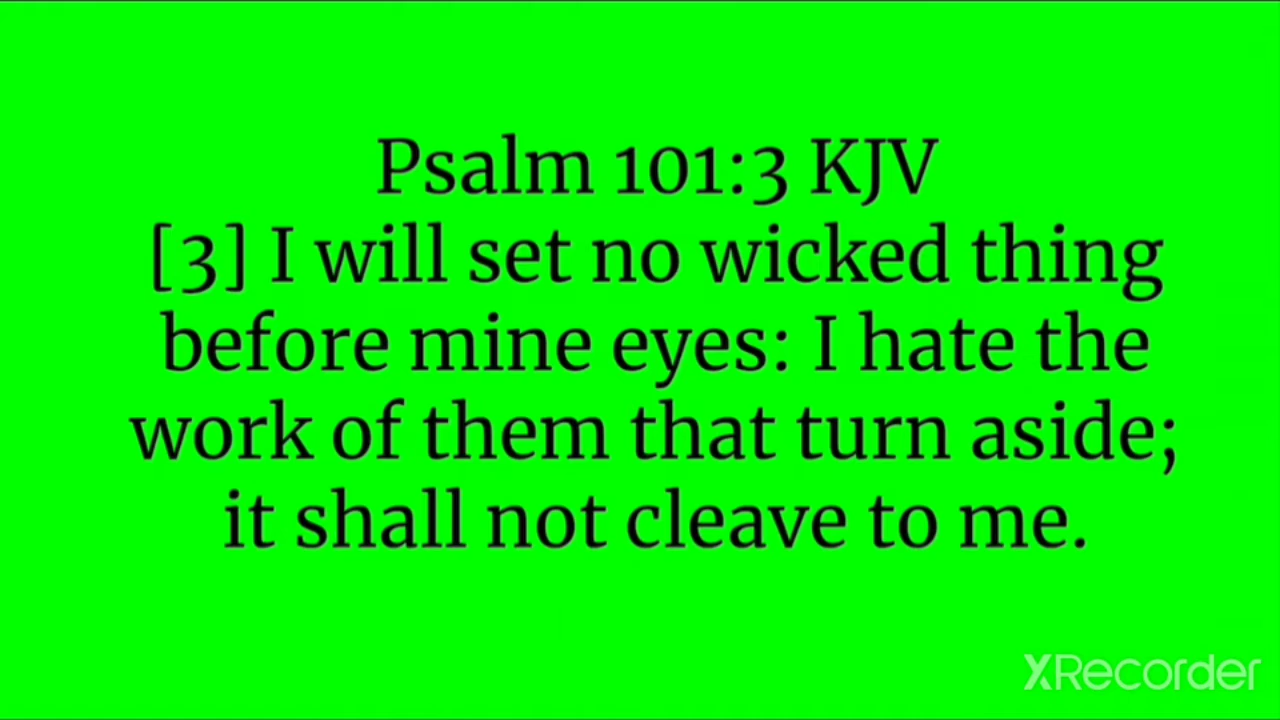 Psalm 101:3 KJV
[3] I will set no wicked thing
before mine eyes: I hate the
work of them that turn aside;
it shall not cleave to me.
XRecorder